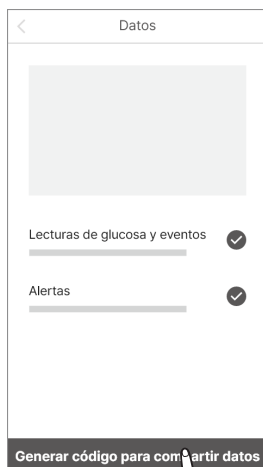 Datos
Lecturas de glucosa y eventos
Alertas
Generar código para compartir datos